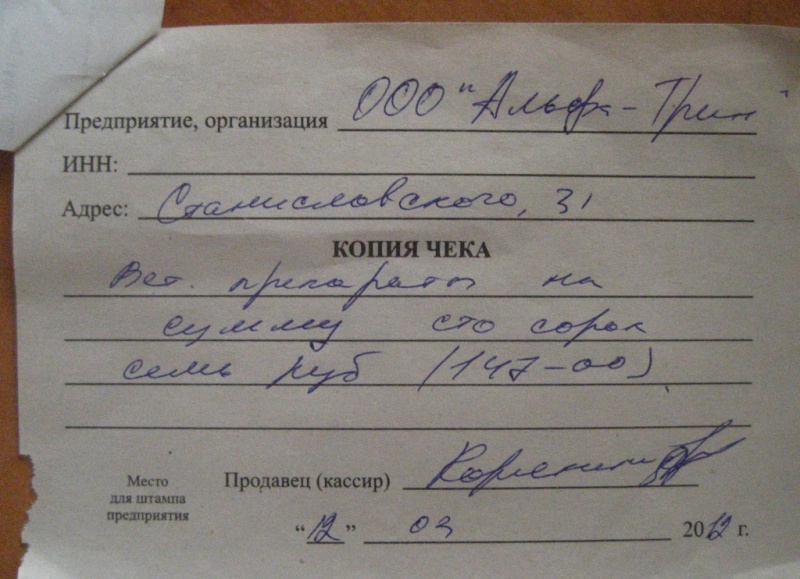 Предприятие, организация ООО "Альфа-Трин"
ИНН:
Адрес: Станисловского, 31
КОПИЯ ЧЕКА
Вет. препараты на
сумму сто сорок
семь руб (147-00)
Место
для штампа
предприятия
Продавец (кассир)
"12" 03 2012 г.